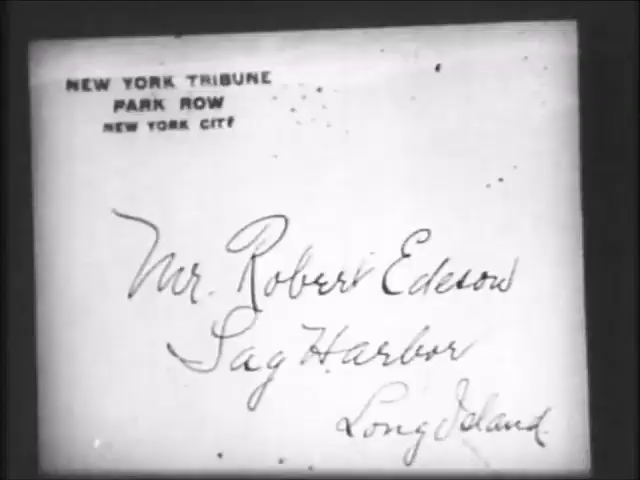 NEW YORK TRIBUNE
PARK ROW
NEW YORK CITY
Mr. Robert Edeson
Sag Harbor
Long Island